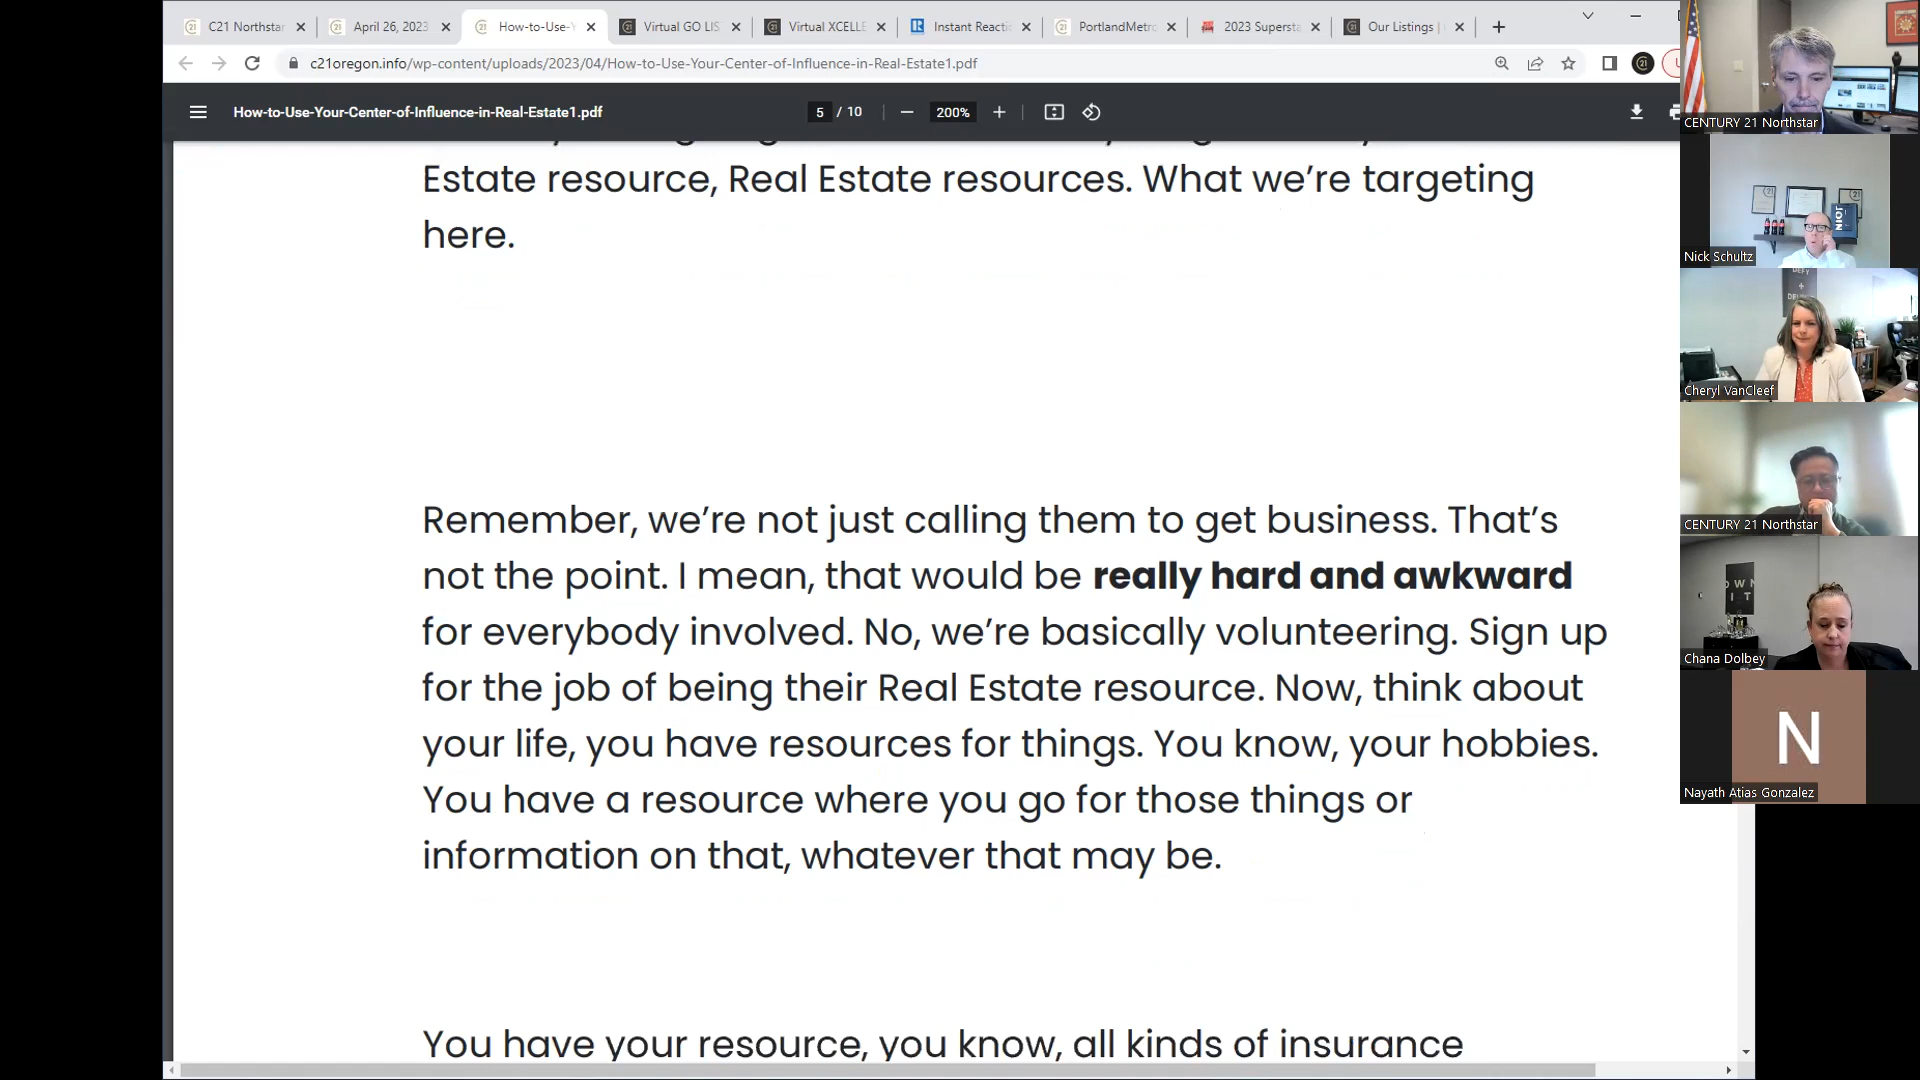 C21 Northstar
April 26, 2023
How-to-Use-Y
Virtual GO LIS
Virtual XCELLE
Instant Reacti
PortlandMetro
2023 Supersta
Our Listings |
c21oregon.info/wp-content/uploads/2023/04/How-to-Use-Your-Center-of-Influence-in-Real-Estate1.pdf
How-to-Use-Your-Center-of-Influence-in-Real-Estate1.pdf
5 / 10
200%
Estate resource, Real Estate resources. What we’re targeting
here.
Remember, we’re not just calling them to get business. That’s
not the point. I mean, that would be really hard and awkward
for everybody involved. No, we’re basically volunteering. Sign up
for the job of being their Real Estate resource. Now, think about
your life, you have resources for things. You know, your hobbies.
You have a resource where you go for those things or
information on that, whatever that may be.
You have your resource, you know, all kinds of insurance
CENTURY 21 Northstar
JOIN
Nick Schultz
DEFY
+
Cheryl VanCleef
CENTURY 21 Northstar
Chana Dolbey
N
Nayath Atias Gonzalez